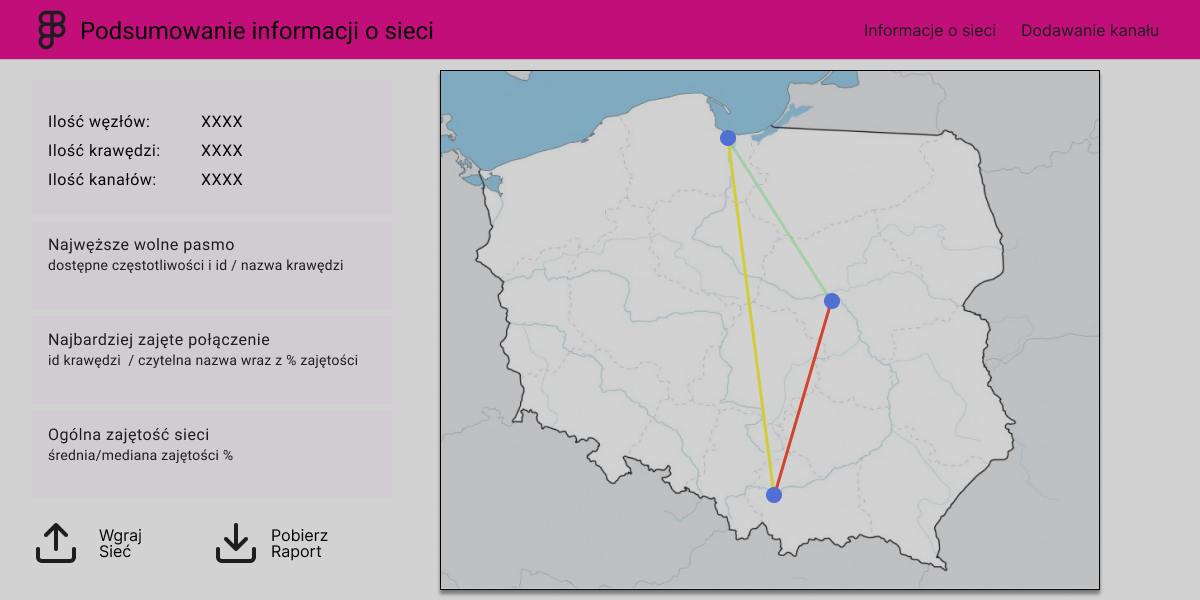 Podsumowanie informacji o sieci
Informacje o sieci
Dodawanie kanału
Ilość węzłów: XXXX
Ilość krawędzi: XXXX
Ilość kanałów: XXXX
Najwęższe wolne pasmo
dostępne częstotliwości i id / nazwa krawędzi
Najbardziej zajęte połączenie
id krawędzi / czytelna nazwa wraz z % zajętości
Ogólna zajętość sieci
średnia/mediana zajętości %
Wgraj
Sieć
Pobierz
Raport